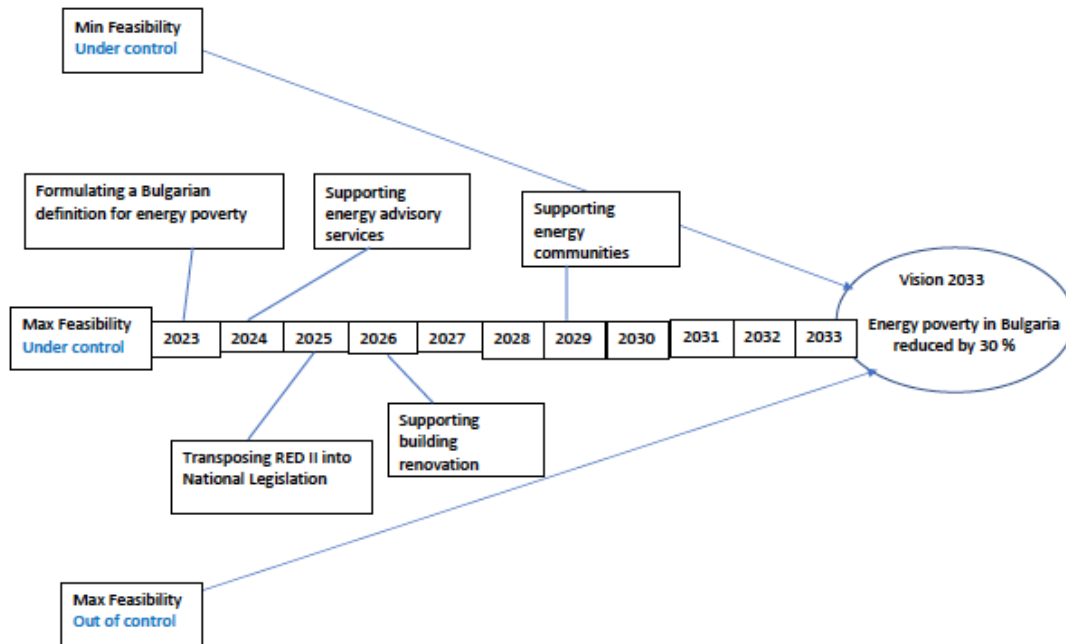 Min Feasibility
Under control
Formulating a Bulgarian
definition for energy poverty
Supporting
energy advisory
services
Supporting
energy
communities
Vision 2033
Energy poverty in Bulgaria
reduced by 30 %
Max Feasibility
Under control
2023
2024
2025
2026
2027
2028
2029
2030
2031
2032
2033
Transposing RED II into
National Legislation
Supporting
building
renovation
Max Feasibility
Out of control